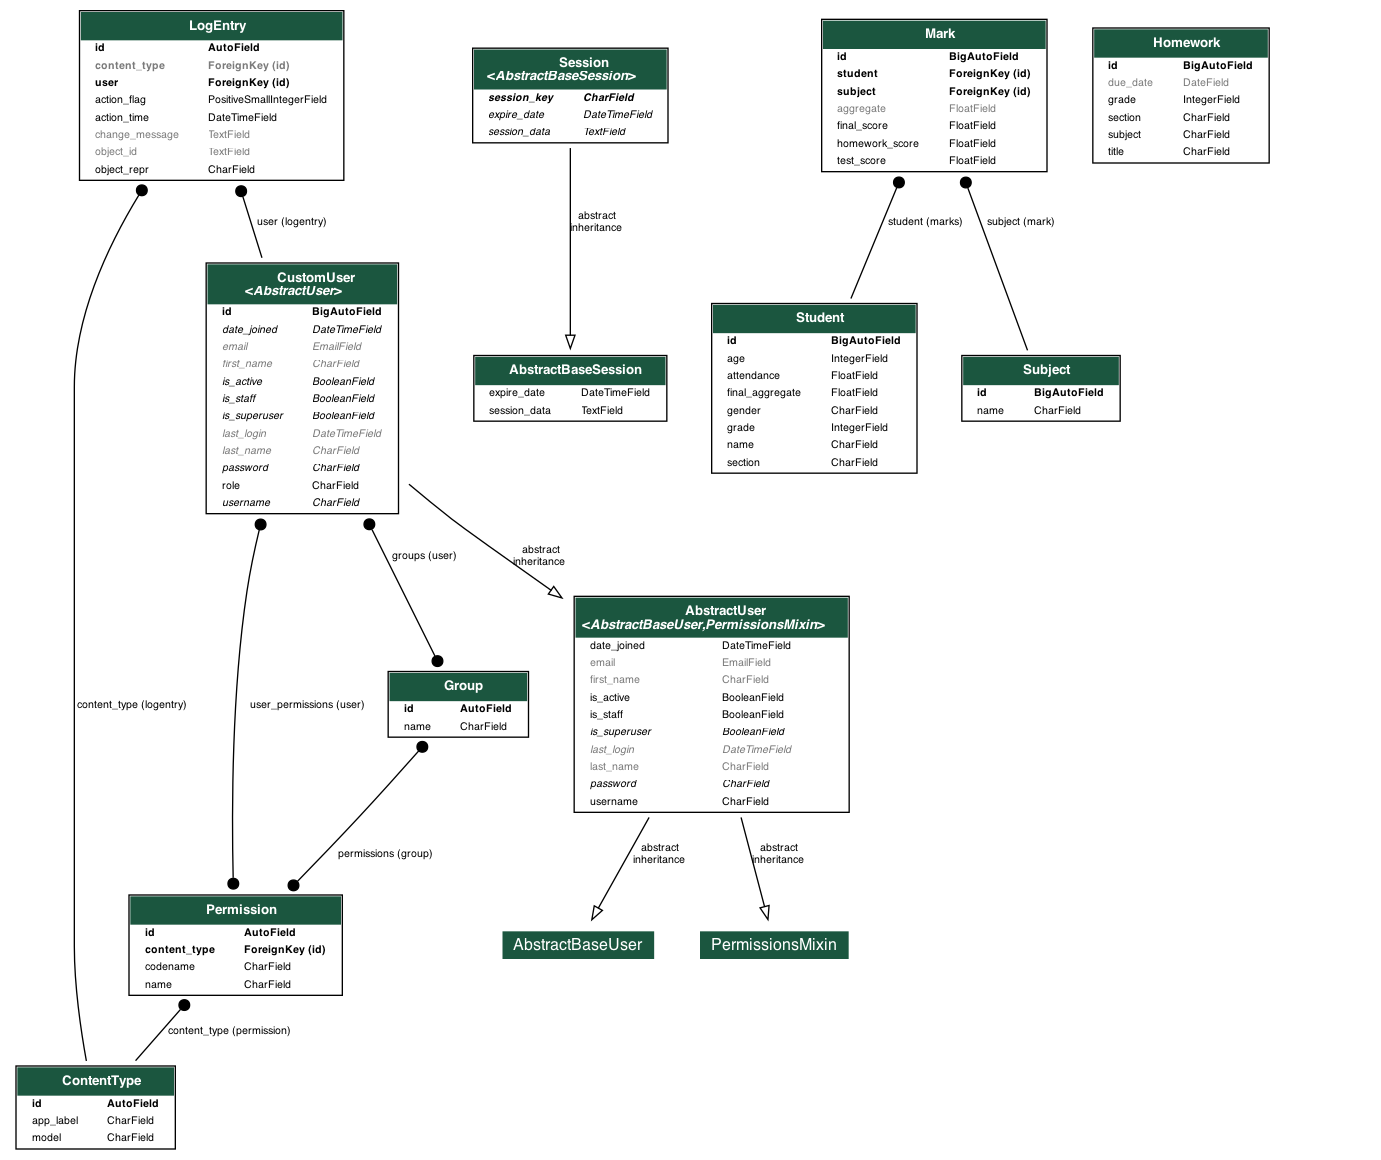 LogEntry
id AutoField
content_type ForeignKey (id)
user ForeignKey (id)
action_flag PositiveSmallIntegerField
action_time DateTimeField
change_message TextField
object_id TextField
object_repr CharField
Session
<AbstractBaseSession>
session_key CharField
expire_date DateTimeField
session_data TextField
Mark
id BigAutoField
student ForeignKey (id)
subject ForeignKey (id)
aggregate FloatField
final_score FloatField
homework_score FloatField
test_score FloatField
Homework
id BigAutoField
due_date DateField
grade IntegerField
section CharField
subject CharField
title CharField
user (logentry)
abstract
inheritance
student (marks)
subject (mark)
CustomUser
<AbstractUser>
id BigAutoField
date_joined DateTimeField
email EmailField
first_name CharField
is_active BooleanField
is_staff BooleanField
is_superuser BooleanField
last_login DateTimeField
last_name CharField
password CharField
role CharField
username CharField
AbstractBaseSession
expire_date DateTimeField
session_data TextField
Student
id BigAutoField
age IntegerField
attendance FloatField
final_aggregate FloatField
gender CharField
grade IntegerField
name CharField
section CharField
Subject
id BigAutoField
name CharField
groups (user)
abstract
inheritance
AbstractUser
<AbstractBaseUser,PermissionsMixin>
date_joined DateTimeField
email EmailField
first_name CharField
is_active BooleanField
is_staff BooleanField
is_superuser BooleanField
last_login DateTimeField
last_name CharField
password CharField
username CharField
Group
id AutoField
name CharField
content_type (logentry)
user_permissions (user)
permissions (group)
abstract
inheritance
abstract
inheritance
Permission
id AutoField
content_type ForeignKey (id)
codename CharField
name CharField
AbstractBaseUser
PermissionsMixin
content_type (permission)
ContentType
id AutoField
app_label CharField
model CharField